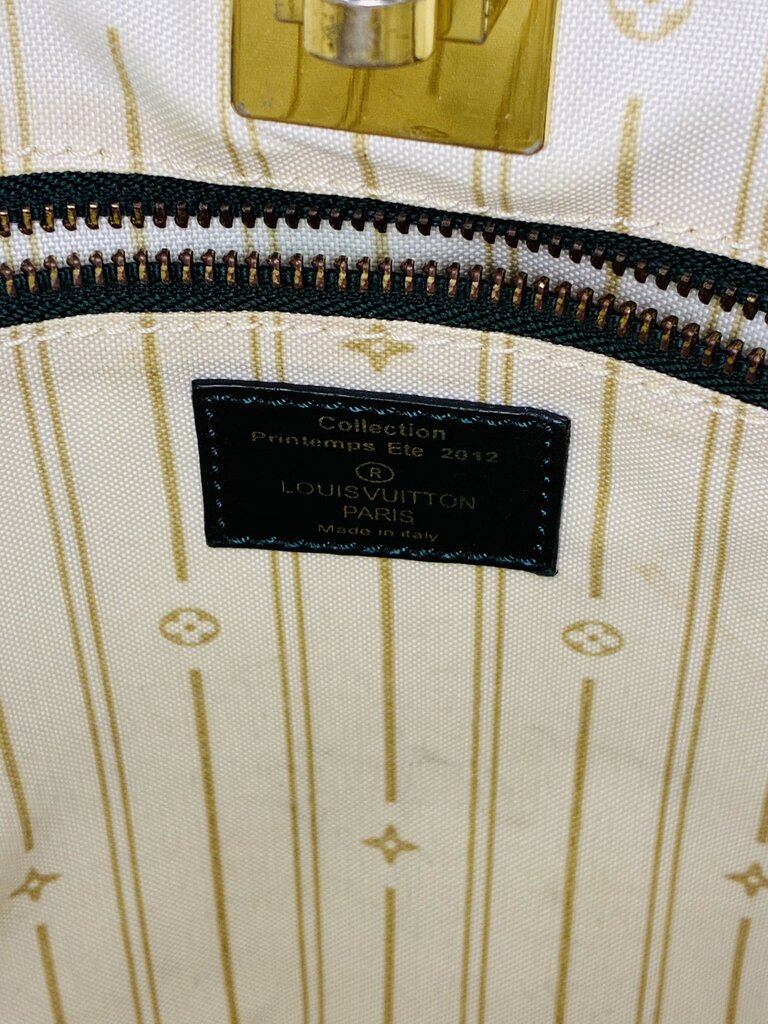 Collection
Printemps Ete 2012
®
LOUIS VUITTON
PARIS
Made in italy